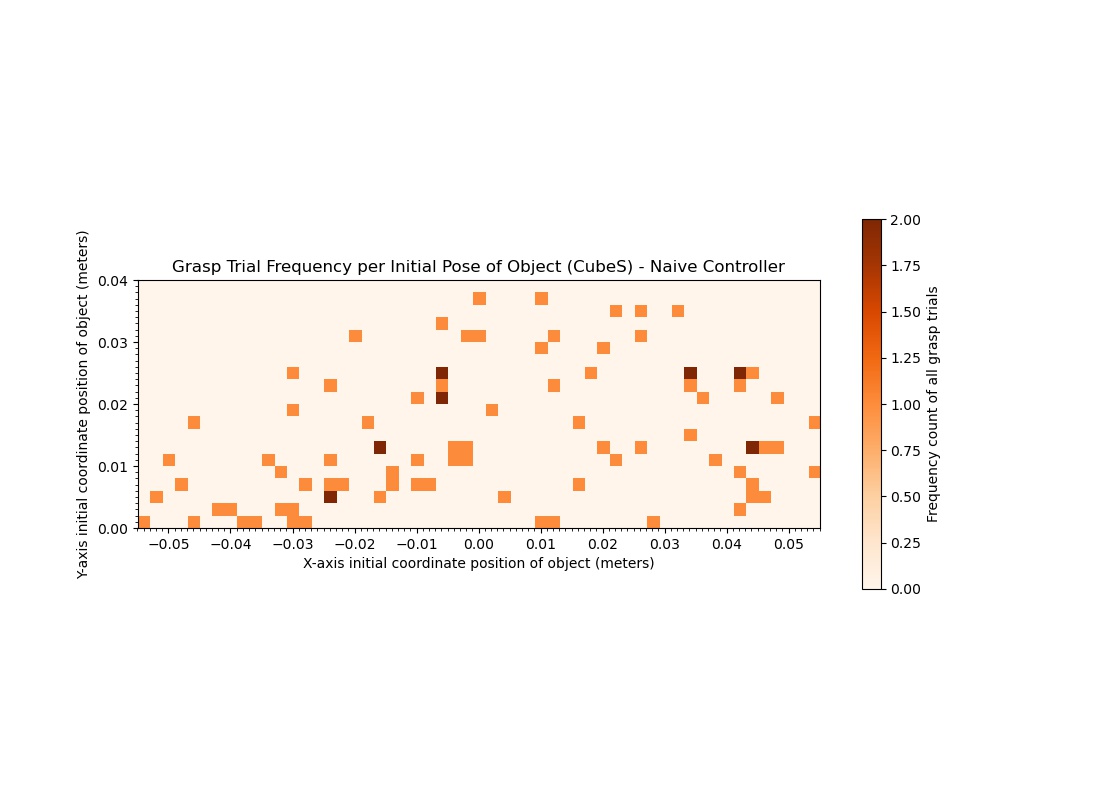 Grasp Trial Frequency per Initial Pose of Object (CubeS) - Naive Controller
Y-axis initial coordinate position of object (meters)
0.04
0.03
0.02
0.01
0.00
−0.05 −0.04 −0.03 −0.02 −0.01 0.00 0.01 0.02 0.03 0.04 0.05
X-axis initial coordinate position of object (meters)
2.00
1.75
1.50
1.25
1.00
0.75
0.50
0.25
0.00
Frequency count of all grasp trials